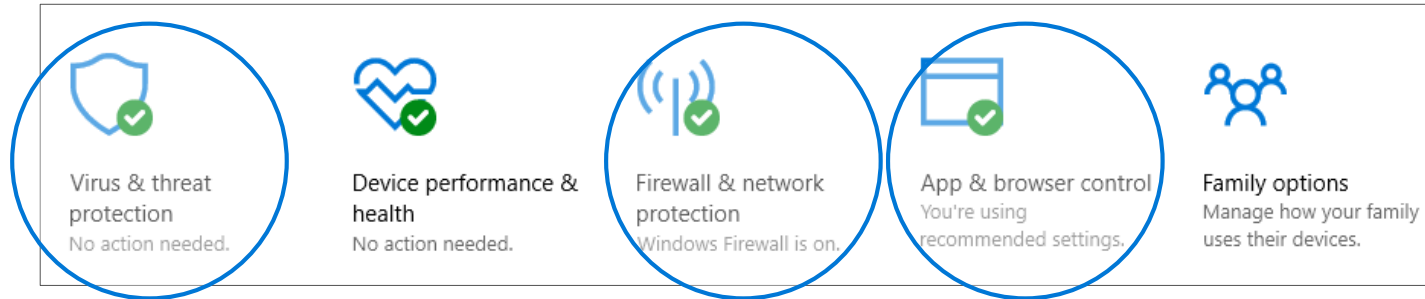 Virus & threat
protection
No action needed.
Device performance &
health
No action needed.
Firewall & network
protection
Windows Firewall is on.
App & browser control
You're using
recommended settings.
Family options
Manage how your family
uses their devices.